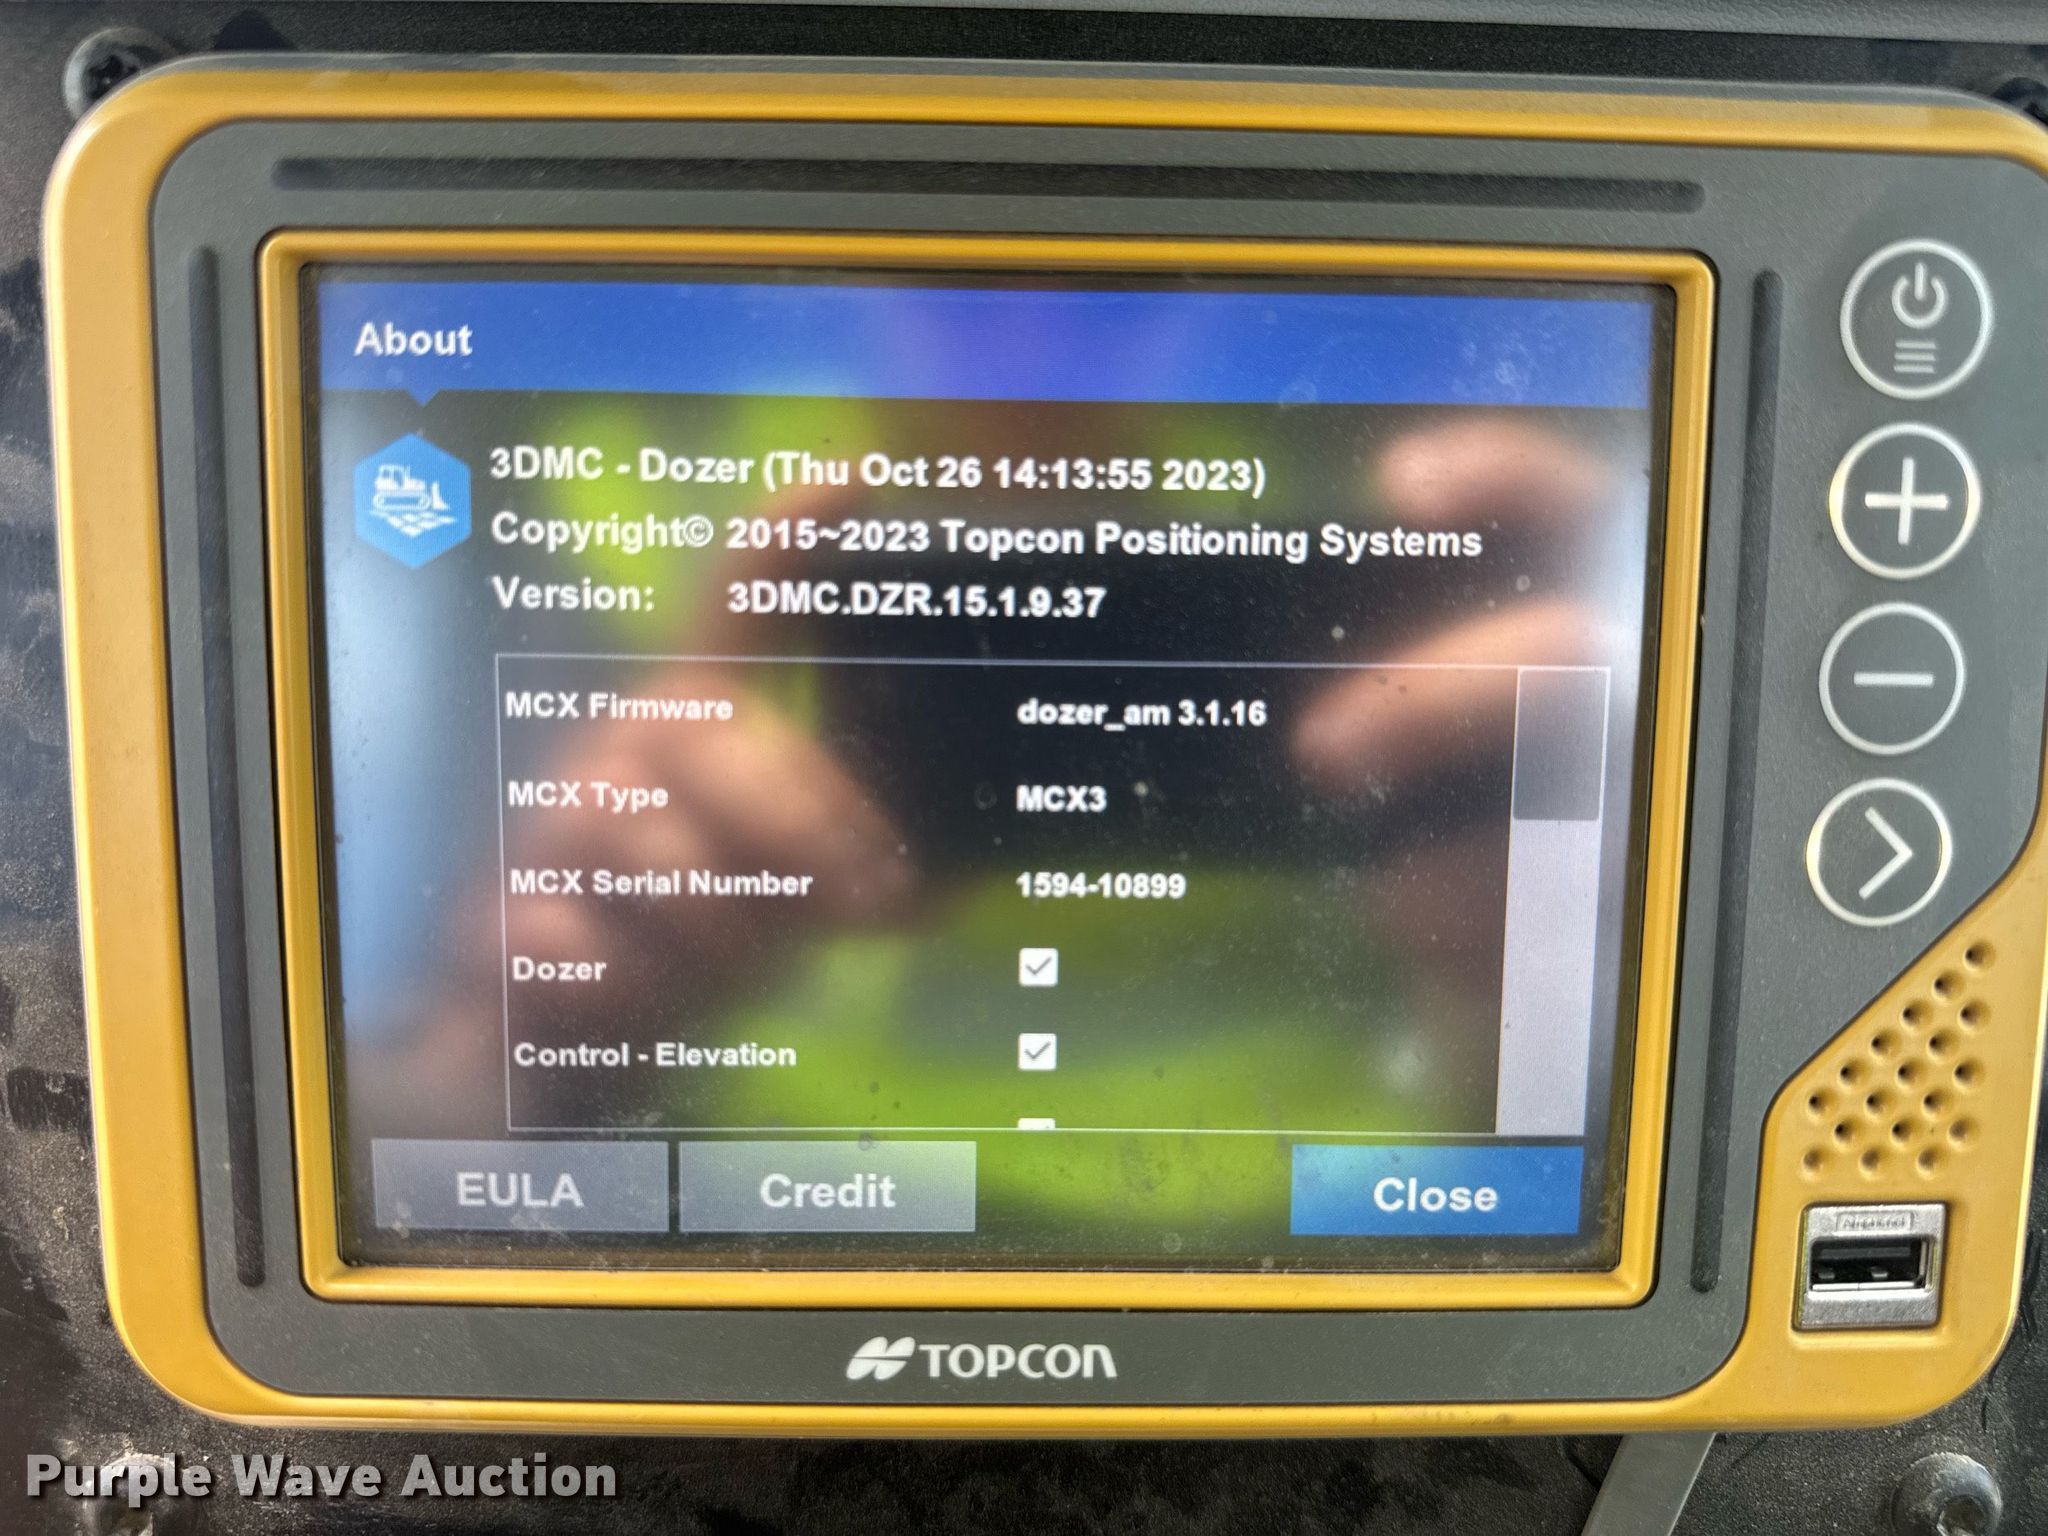 About
3DMC - Dozer (Thu Oct 26 14:13:55 2023)
Copyright© 2015~2023 Topcon Positioning Systems
Version: 3DMC.DZR.15.1.9.37
MCX Firmware dozer_am 3.1.16
MCX Type MCX3
MCX Serial Number 1594-10899
Dozer
Control - Elevation
EULA Credit Close
TOPCON
Purple Wave Auction